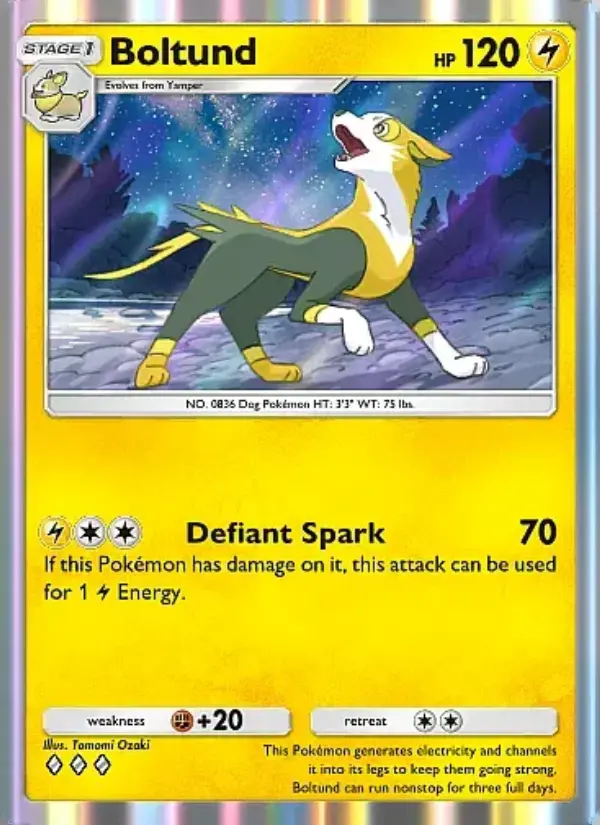 STAGE 1 Boltund HP 120
Evolves from Yamper
NO. 0836 Dog Pokémon HT: 3'3" WT: 75 lbs.
Defiant Spark 70
If this Pokémon has damage on it, this attack can be used
for 1 Energy.
weakness +20 retreat
Illus. Tomomi Ozaki
This Pokémon generates electricity and channels
it into its legs to keep them going strong.
Boltund can run nonstop for three full days.